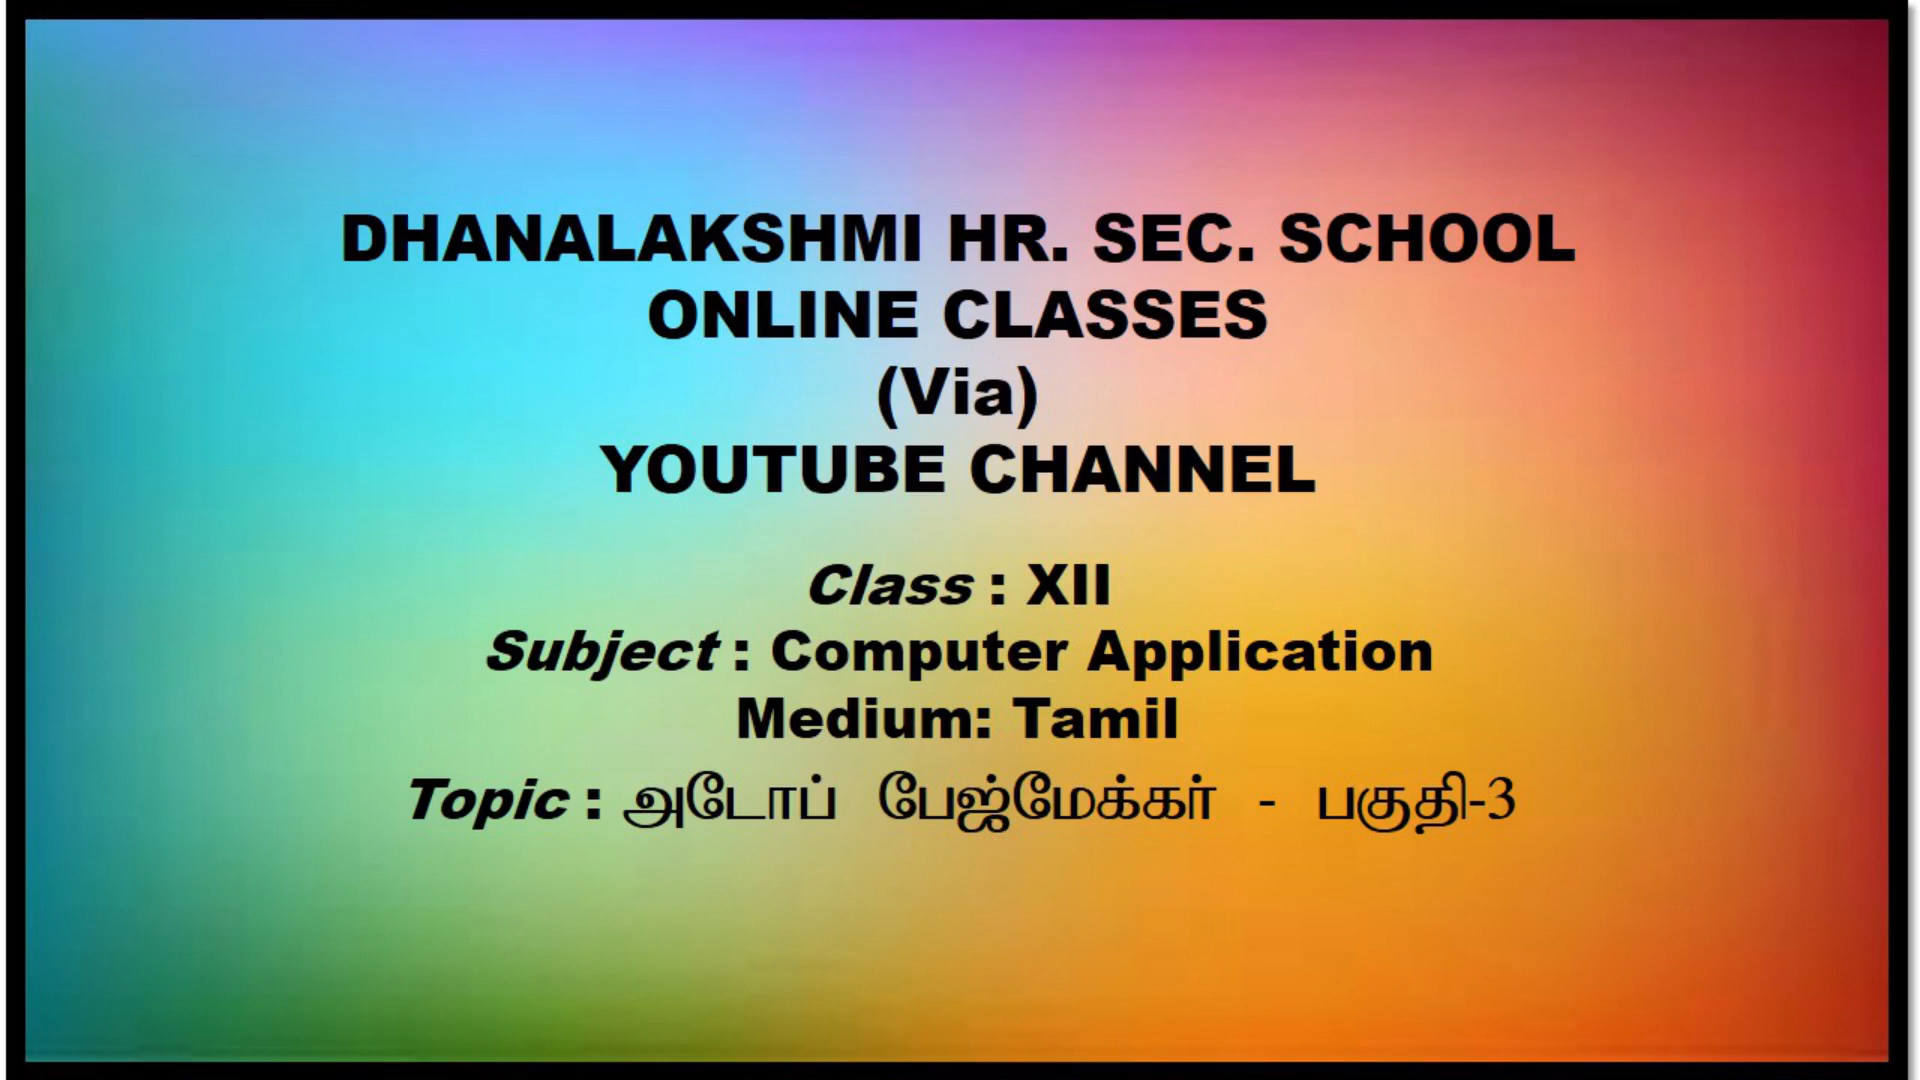 DHANALAKSHMI HR. SEC. SCHOOL
ONLINE CLASSES
(Via)
YOUTUBE CHANNEL
Class : XII
Subject : Computer Application
Medium: Tamil
Topic : அடோப் பேஜ்மேக்கர் - பகுதி-3